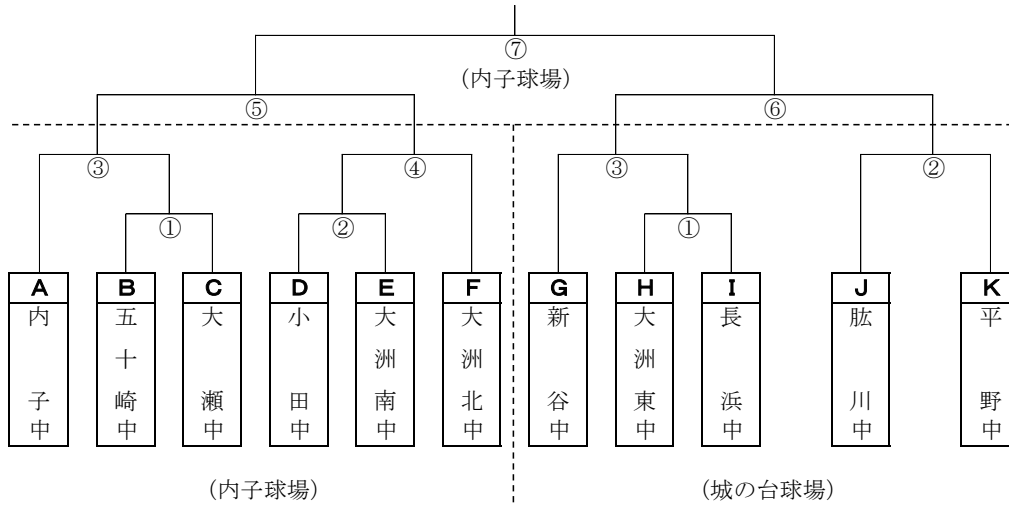 ⑦
(内子球場)
⑤
⑥
③
④
③
②
①
②
①
A
B
C
D
E
F
G
H
I
J
K
内子中
五十崎中
大瀬中
小田中
大洲南中
大洲北中
新谷中
大洲東中
長浜中
肱川中
平野中
(内子球場)
(城の台球場)